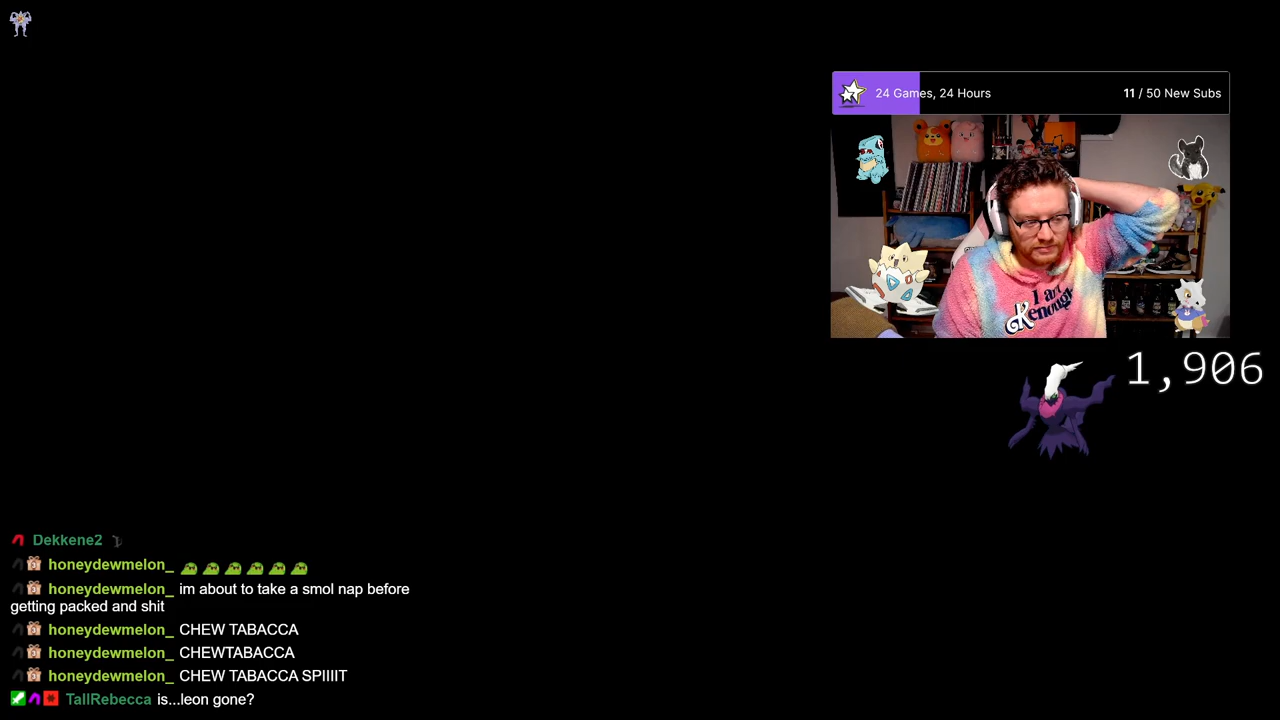 24 Games, 24 Hours
11 / 50 New Subs
I am
Kenough
1,906
Dekkene2
honeydewmelon_
honeydewmelon_ im about to take a smol nap before
getting packed and shit
honeydewmelon_ CHEW TABACCA
honeydewmelon_ CHEWTABACCA
honeydewmelon_ CHEW TABACCA SPIIIIT
TallRebecca is...leon gone?